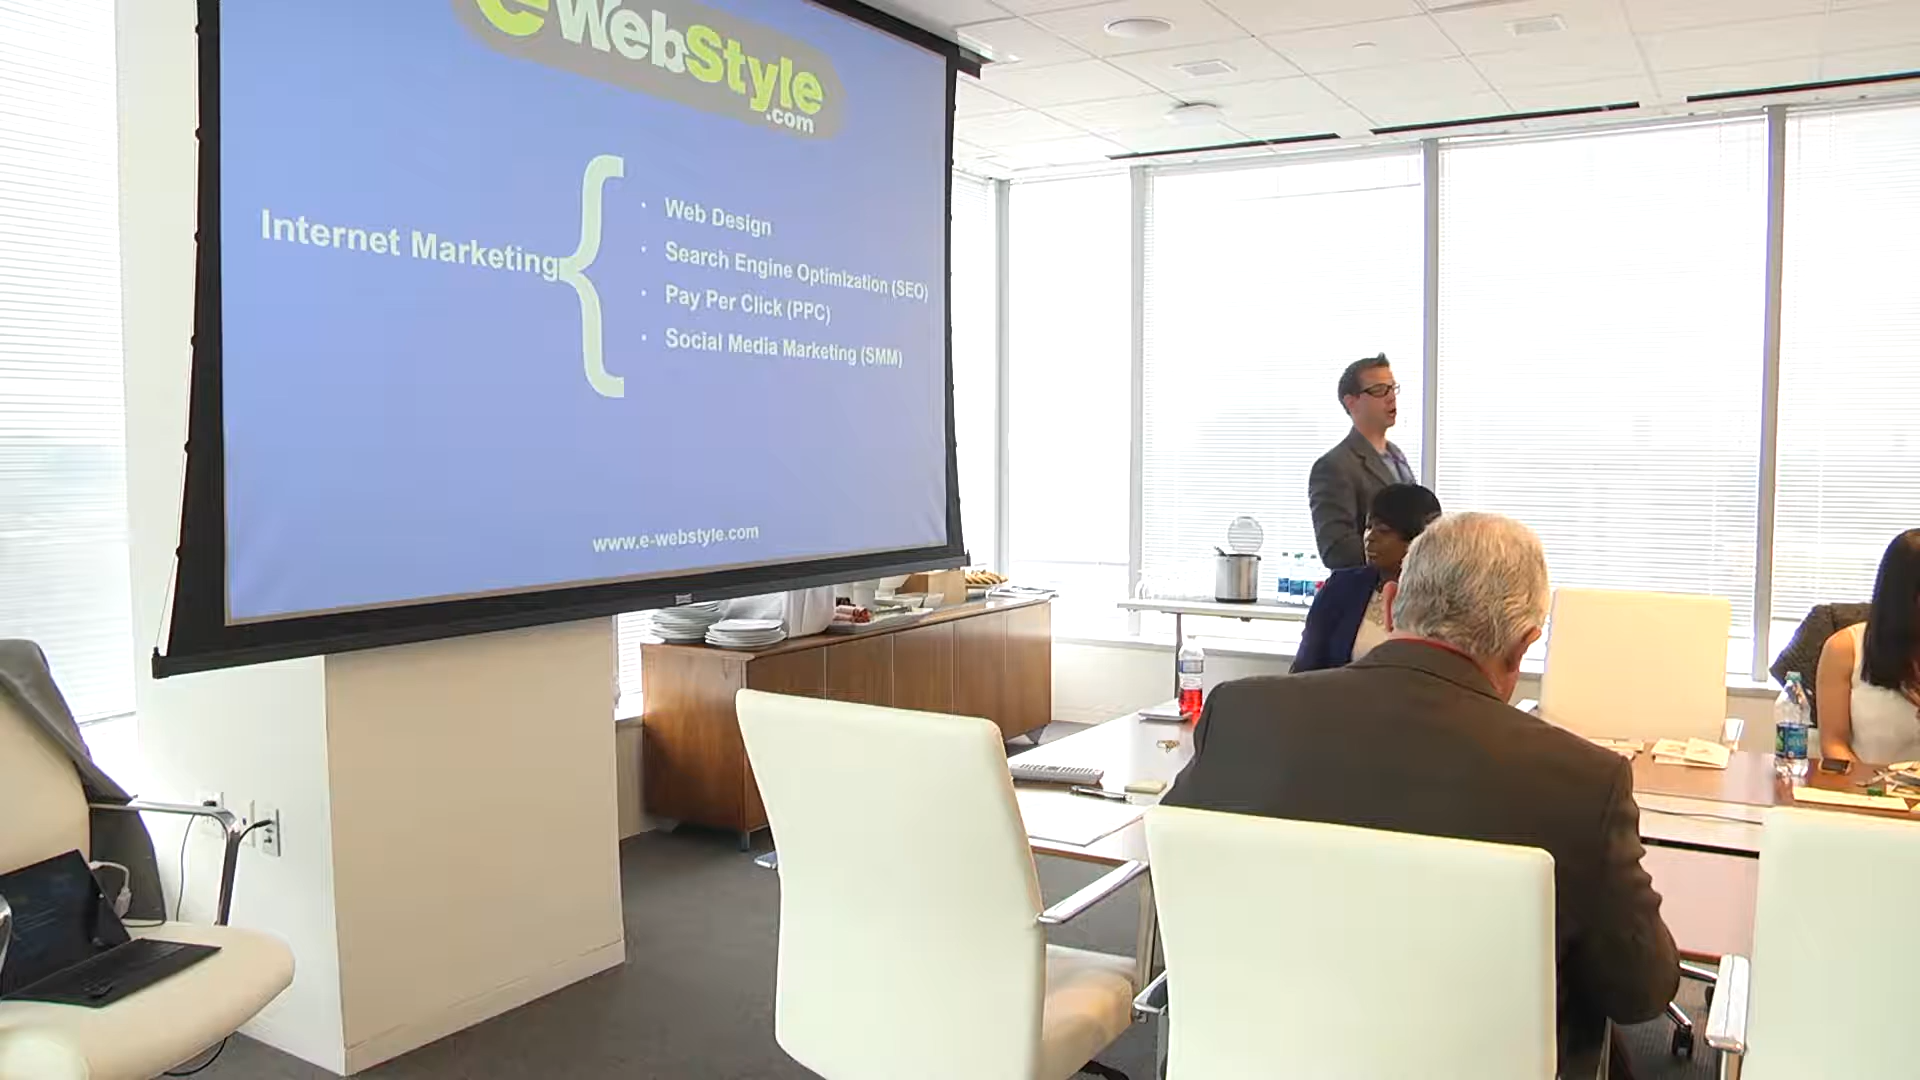 eWebStyle
.com
Internet Marketing
• Web Design
• Search Engine Optimization (SEO)
• Pay Per Click (PPC)
• Social Media Marketing (SMM)
www.e-webstyle.com